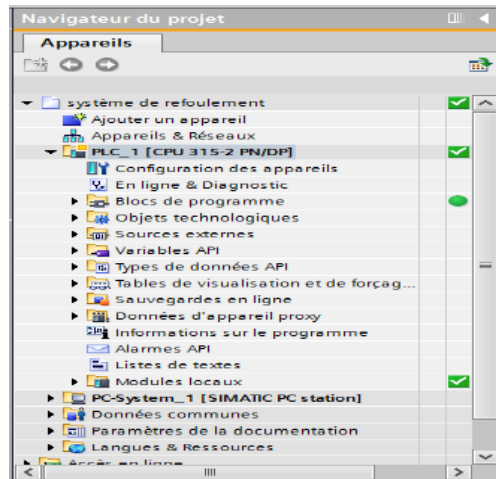 Navigateur du projet
Appareils
système de refoulement
Ajouter un appareil
Appareils & Réseaux
PLC_1 [CPU 315-2 PN/DP]
Configuration des appareils
En ligne & Diagnostic
Blocs de programme
Objets technologiques
Sources externes
Variables API
Types de données API
Tables de visualisation et de forçag...
Sauvegardes en ligne
Données d'appareil proxy
Informations sur le programme
Alarmes API
Listes de textes
Modules locaux
PC-System_1 [SIMATIC PC station]
Données communes
Paramètres de la documentation
Langues & Ressources
Accès en ligne